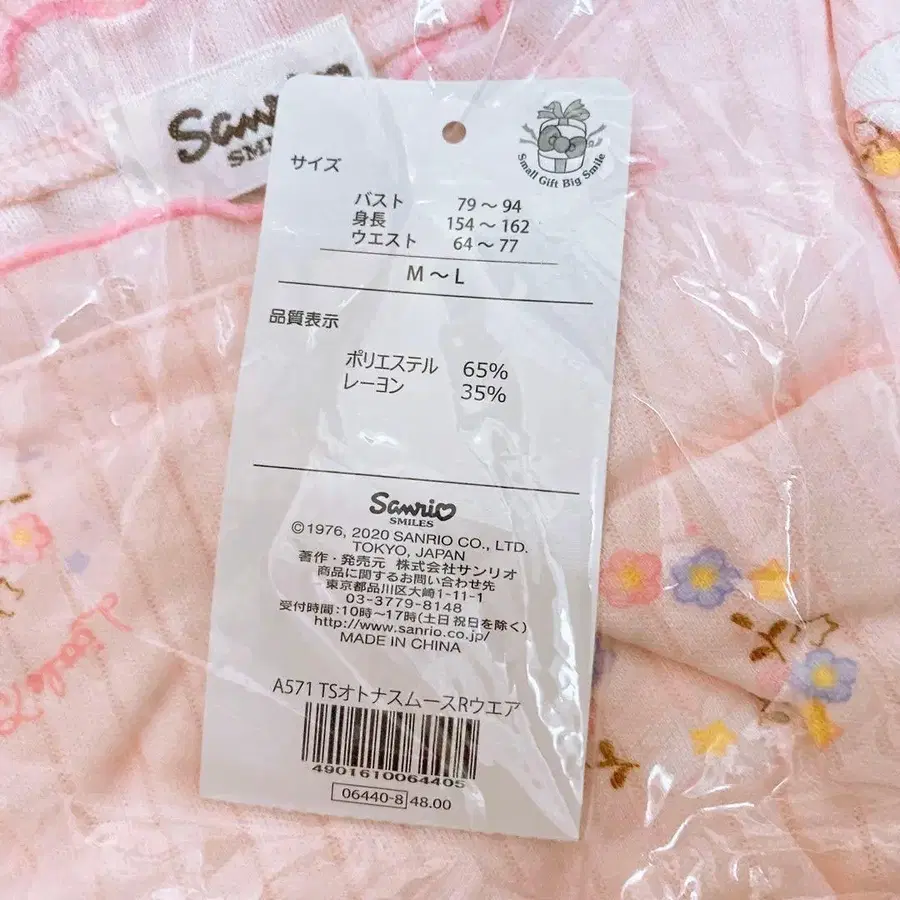 Sanrio
SMI
Small Gift Big Smile
サイズ
バスト 79～94
身長 154～162
ウエスト 64～77
M～L
品質表示
ポリエステル 65%
レーヨン 35%
Sanrio
SMILES
©1976, 2020 SANRIO CO., LTD.
TOKYO, JAPAN
著作・発売元 株式会社サンリオ
商品に関するお問い合わせ先
東京都品川区大崎1-11-1
03-3779-8148
受付時間:10時～17時(土日祝日を除く)
http://www.sanrio.co.jp/
MADE IN CHINA
A571 TSオトナスムースRウエア
4901610064405
06440-8 48.00
Little